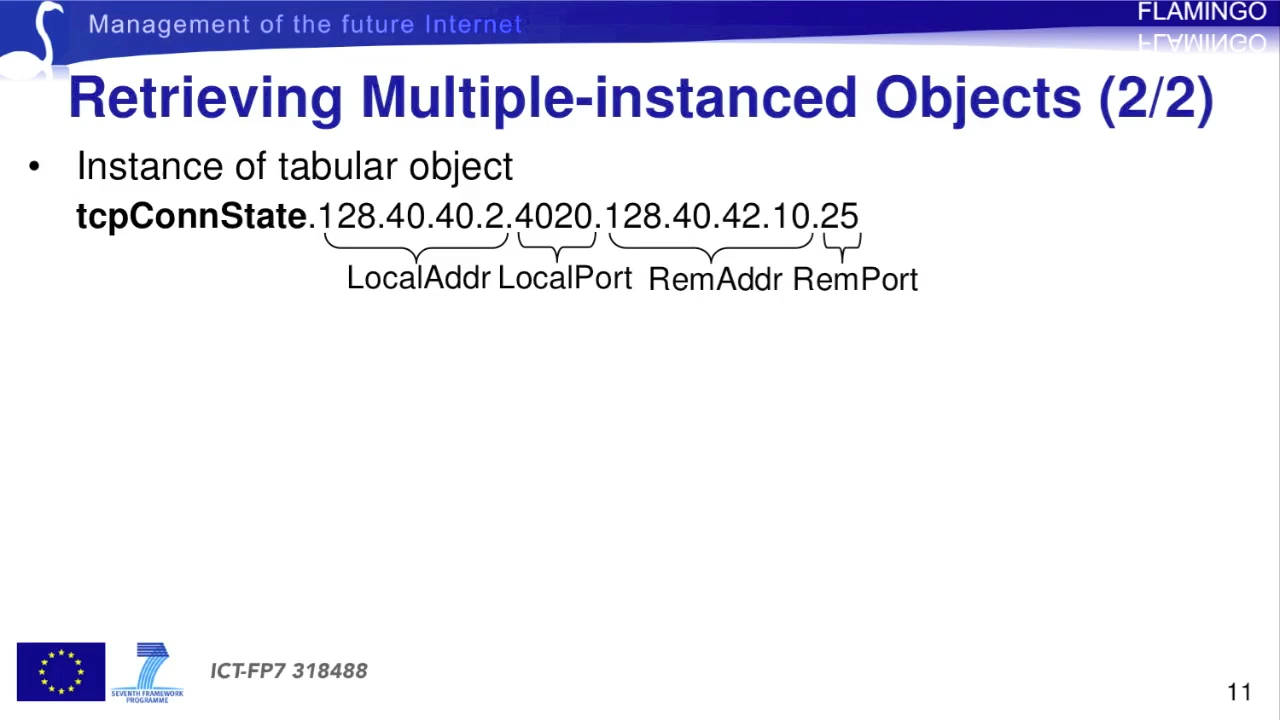 Management of the future Internet
FLAMINGO
Retrieving Multiple-instanced Objects (2/2)
• Instance of tabular object
tcpConnState.128.40.40.2.4020.128.40.42.10.25
LocalAddr LocalPort RemAddr RemPort
SEVENTH FRAMEWORK
PROGRAMME
ICT-FP7 318488
11